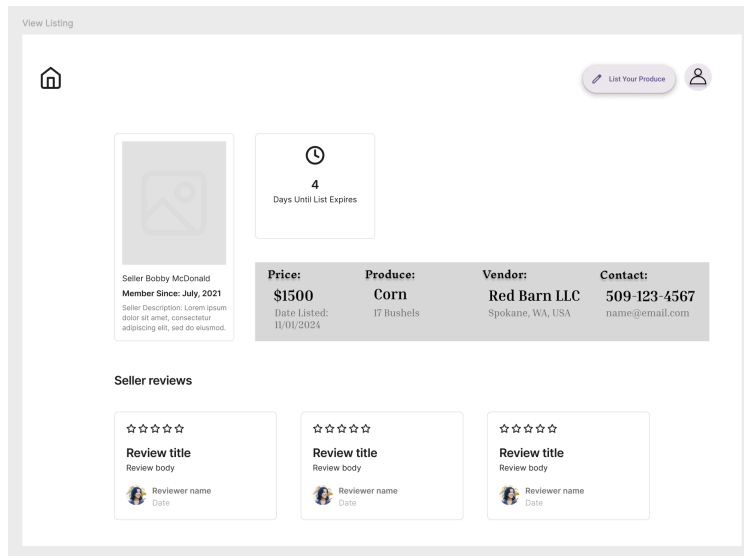 View Listing
List Your Produce
4
Days Until List Expires
Seller Bobby McDonald
Member Since: July, 2021
Seller Description: Lorem ipsum
dolor sit amet, consectetur
adipiscing elit, sed do eiusmod.
Price:
$1500
Date Listed:
11/01/2024
Produce:
Corn
17 Bushels
Vendor:
Red Barn LLC
Spokane, WA, USA
Contact:
509-123-4567
name@email.com
Seller reviews
Review title
Review body
Reviewer name
Date
Review title
Review body
Reviewer name
Date
Review title
Review body
Reviewer name
Date